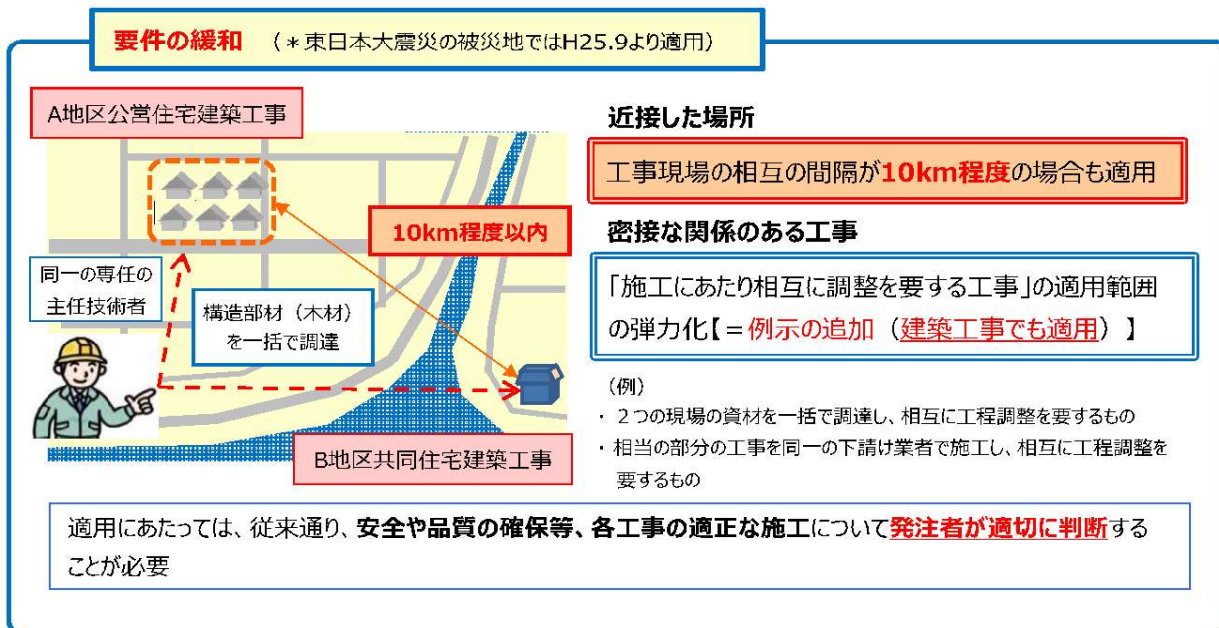 要件の緩和 （＊東日本大震災の被災地ではH25.9より適用）
A地区公営住宅建築工事
10km程度以内
同一の専任の
主任技術者
構造部材（木材）
を一括で調達
B地区共同住宅建築工事
近接した場所
工事現場の相互の間隔が10km程度の場合も適用
密接な関係のある工事
「施工にあたり相互に調整を要する工事」の適用範囲
の弾力化【＝例示の追加（建築工事でも適用）】
（例）
・ ２つの現場の資材を一括で調達し、相互に工程調整を要するもの
・ 相当の部分の工事を同一の下請け業者で施工し、相互に工程調整を
要するもの
適用にあたっては、従来通り、安全や品質の確保等、各工事の適正な施工について発注者が適切に判断する
ことが必要